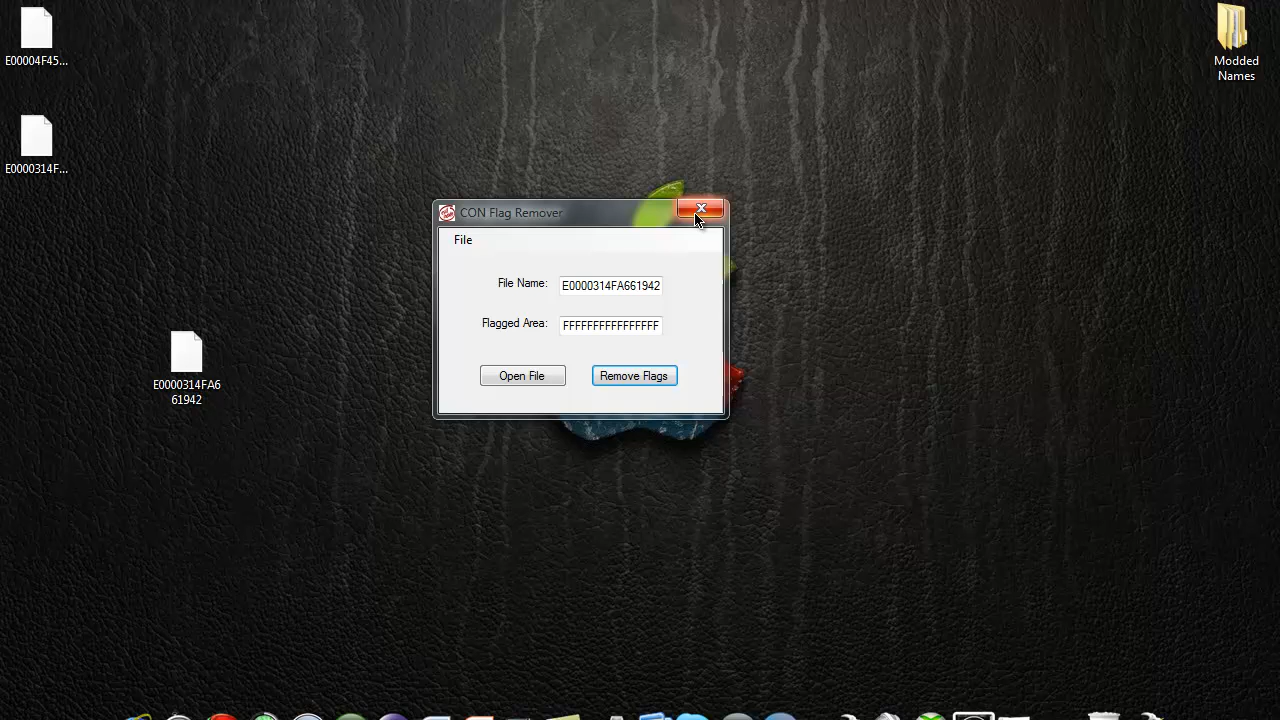 E00004F45...
Modded
Names
E0000314F...
CON Flag Remover
File
File Name: E0000314FA661942
Flagged Area: FFFFFFFFFFFFFFFF
E0000314FA6
61942
Open File
Remove Flags